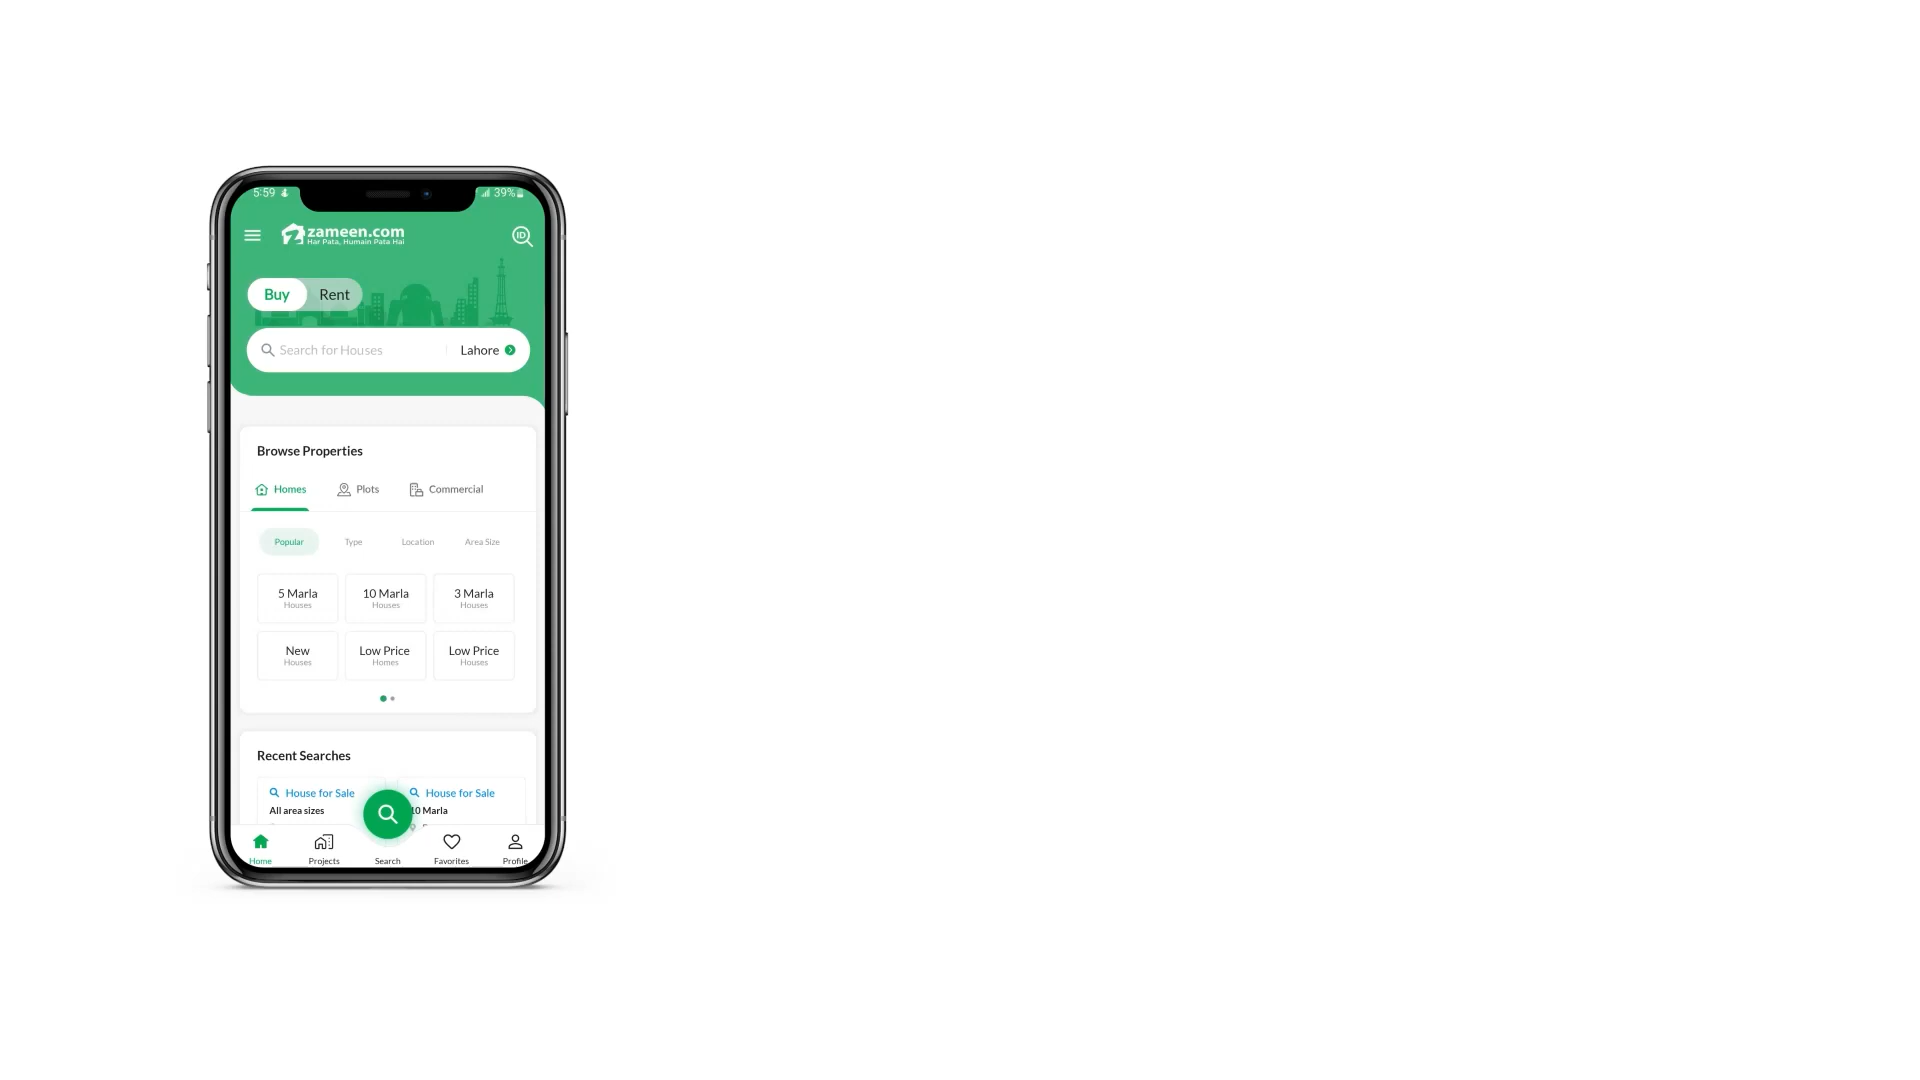 5:59 39%
zameen.com
Har Pata, Humain Pata Hai
ID
Buy Rent
Search for Houses Lahore
Browse Properties
Homes Plots Commercial
Popular Type Location Area Size
5 Marla 10 Marla 3 Marla
Houses Houses Houses
New Low Price Low Price
Houses Homes Houses
Recent Searches
House for Sale House for Sale
All area sizes 10 Marla
Home Projects Search Favorites Profile